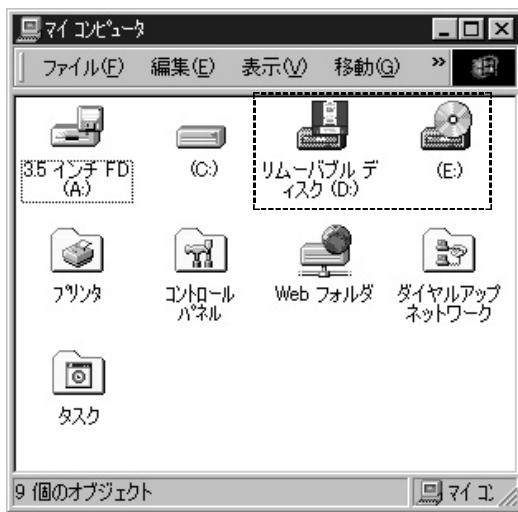 マイ コンピュータ
ファイル(F) 編集(E) 表示(V) 移動(G) »
3.5 インチ FD
(A:)
(C:)
リムーバブル デ
ィスク (D:)
(E:)
プリンタ
コントロール
パネル
Web フォルダ
ダイヤルアップ
ネットワーク
タスク
9 個のオブジェクト
マイ コ